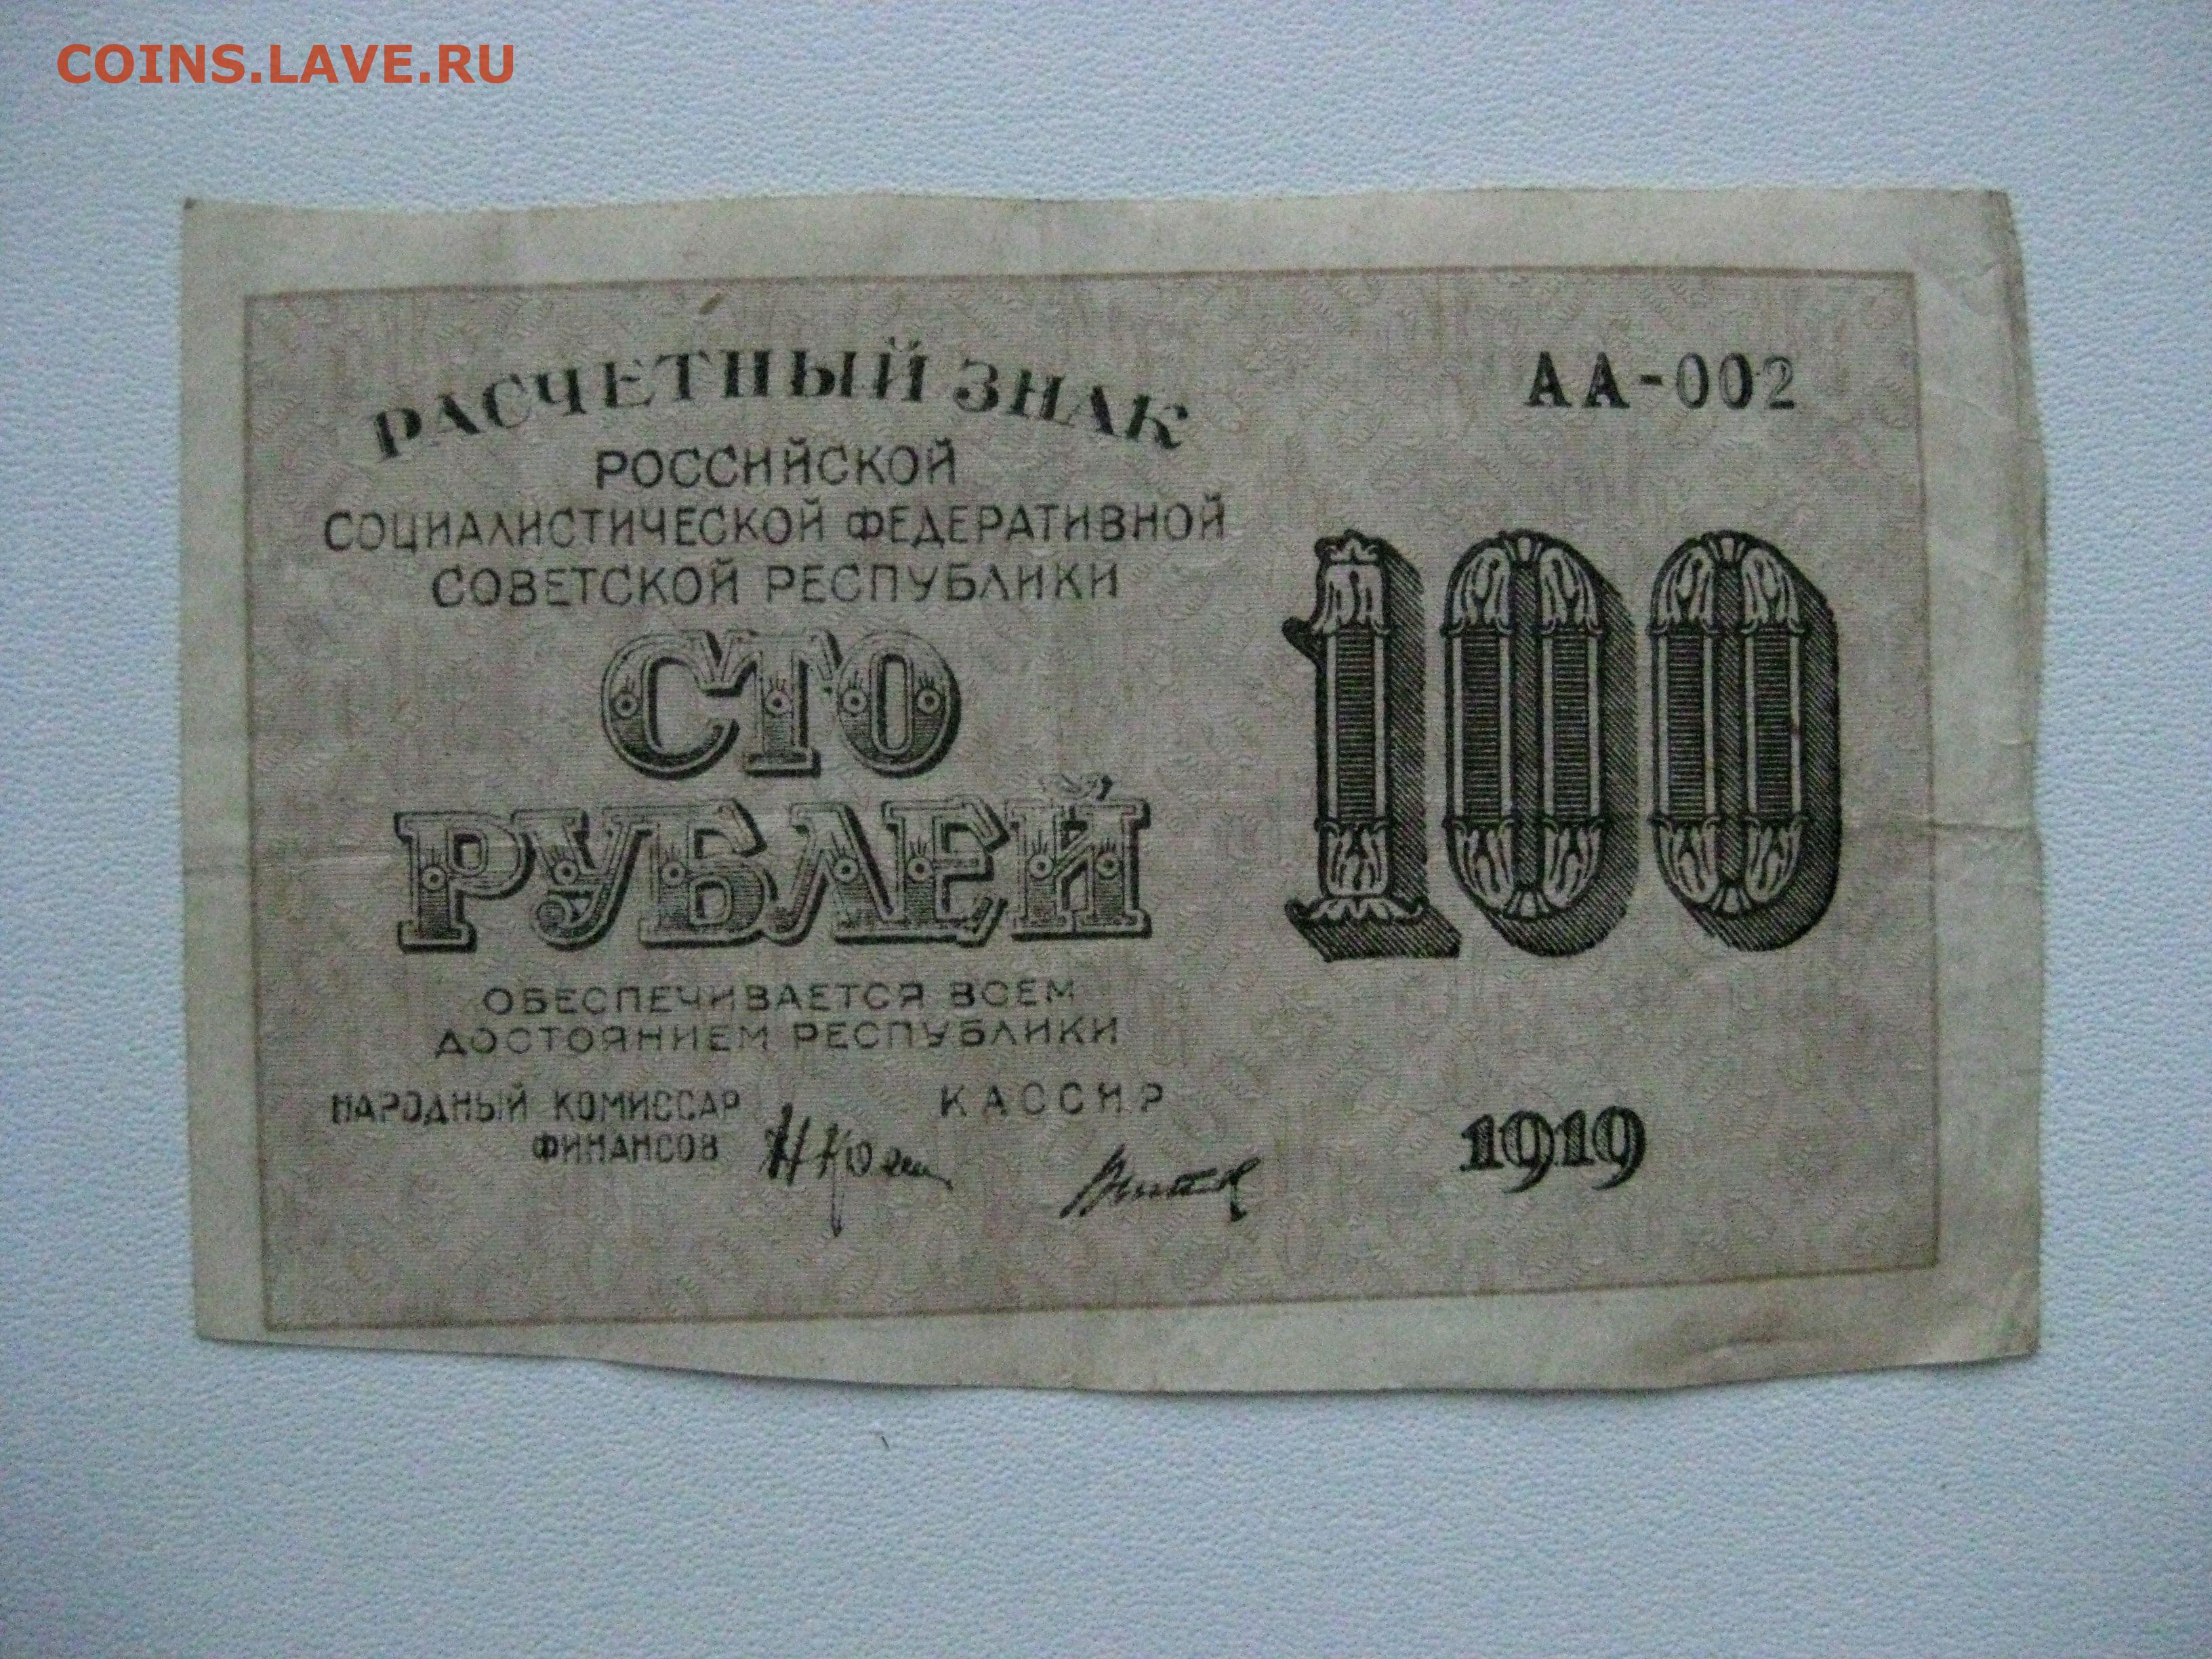 COINS.LAVE.RU
РАСЧЕТНЫЙ ЗНАК
АА-002
РОССИЙСКОЙ
СОЦИАЛИСТИЧЕСКОЙ ФЕДЕРАТИВНОЙ
СОВЕТСКОЙ РЕСПУБЛИКИ
СТО
РУБЛЕЙ
100
ОБЕСПЕЧИВАЕТСЯ ВСЕМ
ДОСТОЯНИЕМ РЕСПУБЛИКИ
НАРОДНЫЙ КОМИССАР
ФИНАНСОВ
КАССИР
1919